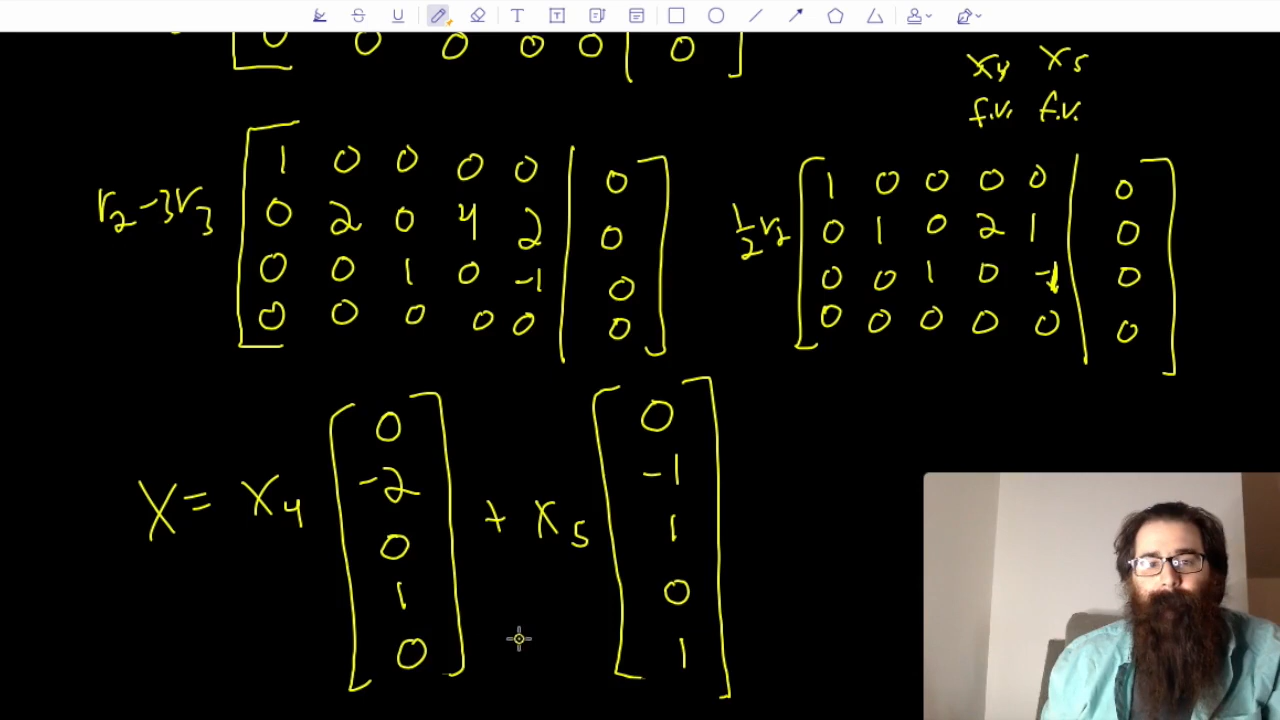 0 0 0 0 0 | 0
x₄ x₅
f.v. f.v.
r₂ -3r₃
1 0 0 0 0 | 0
0 2 0 4 2 | 0
0 0 1 0 -1 | 0
0 0 0 0 0 | 0
½ r₂
1 0 0 0 0 | 0
0 1 0 2 1 | 0
0 0 1 0 -1 | 0
0 0 0 0 0 | 0
X = x₄
0
-2
0
1
0
+ x₅
0
-1
1
0
1